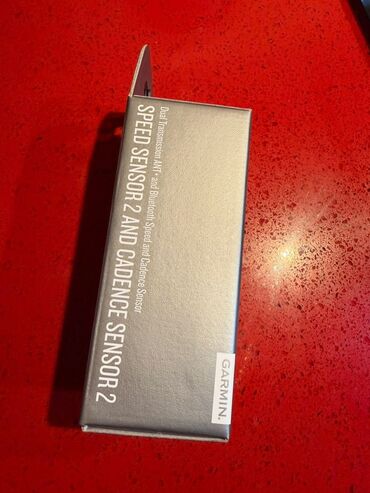 Dual Transmission ANT+ and Bluetooth Speed and Cadence Sensor
SPEED SENSOR 2 AND CADENCE SENSOR 2
GARMIN.